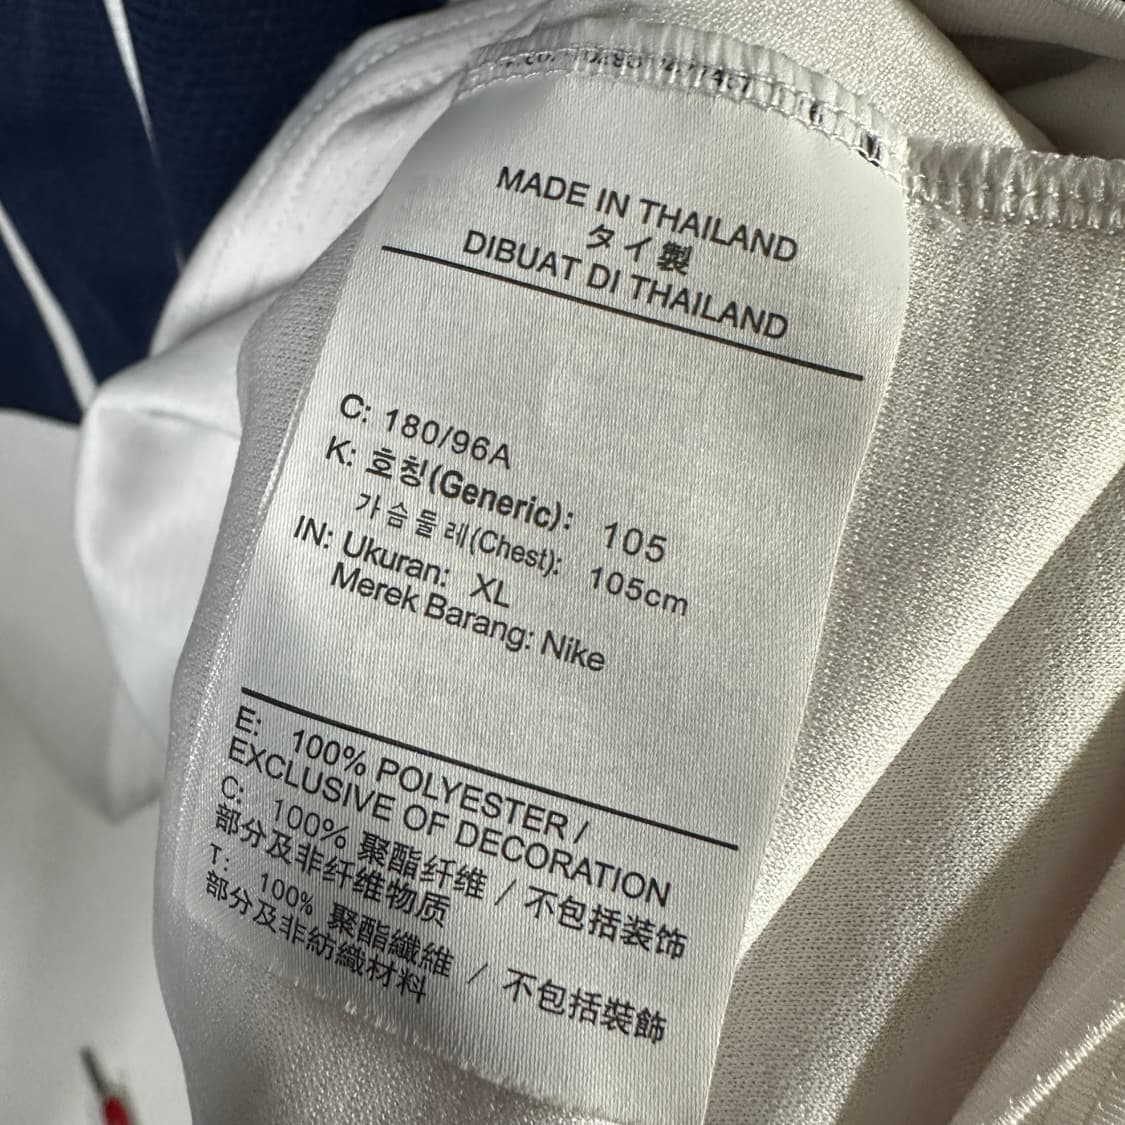 MADE IN THAILAND
タイ製
DIBUAT DI THAILAND
C: 180/96A
K: 호칭(Generic): 105
가슴둘레(Chest): 105cm
IN: Ukuran: XL
Merek Barang: Nike
E: 100% POLYESTER /
EXCLUSIVE OF DECORATION
C: 100% 聚酯纤维 / 不包括装饰
部分及非纤维物质
T: 100% 聚酯纖維 / 不包括裝飾
部分及非紡織材料